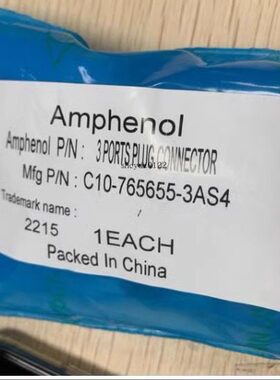 Amphenol
Amphenol P/N : 3 PORTS PLUG CONNECTOR
Mfg P/N : C10-765655-3AS4
Trademark name : /
2215 1EACH
Packed In China